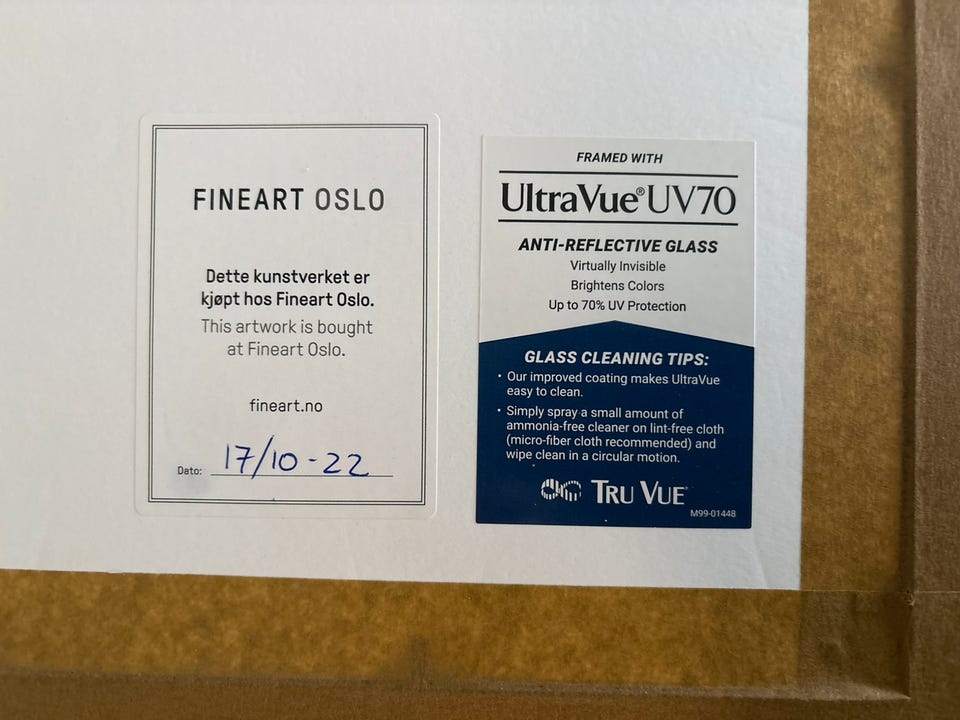 FINEART OSLO
Dette kunstverket er
kjøpt hos Fineart Oslo.
This artwork is bought
at Fineart Oslo.
fineart.no
Dato: 17/10-22
FRAMED WITH
UltraVue® UV70
ANTI-REFLECTIVE GLASS
Virtually Invisible
Brightens Colors
Up to 70% UV Protection
GLASS CLEANING TIPS:
• Our improved coating makes UltraVue
easy to clean.
• Simply spray a small amount of
ammonia-free cleaner on lint-free cloth
(micro-fiber cloth recommended) and
wipe clean in a circular motion.
TRU VUE®
M99-01448